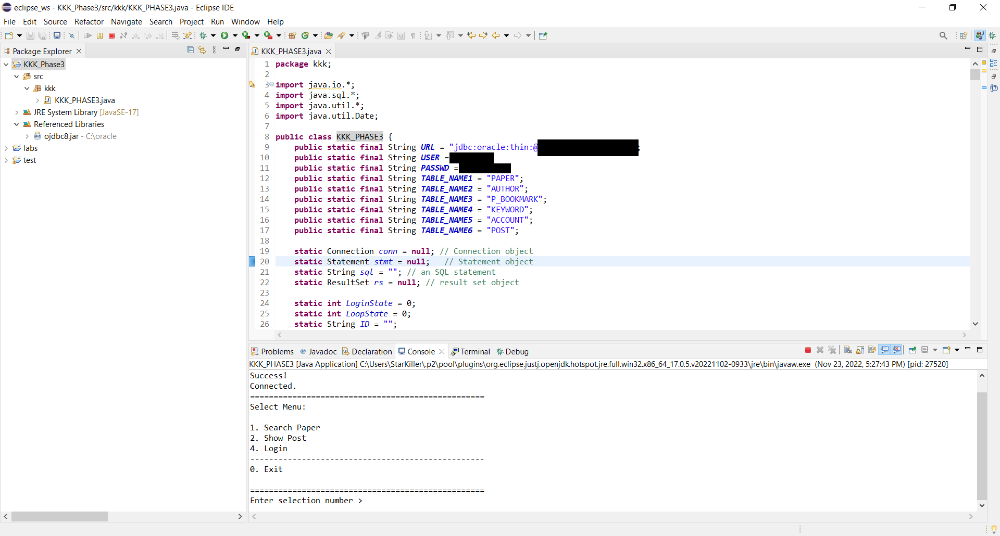 eclipse_ws - KKK_Phase3/src/kkk/KKK_PHASE3.java - Eclipse IDE
File Edit Source Refactor Navigate Search Project Run Window Help
Package Explorer
KKK_Phase3
src
kkk
KKK_PHASE3.java
JRE System Library [JavaSE-17]
Referenced Libraries
ojdbc8.jar - C:\oracle
labs
test
KKK_PHASE3.java
1 package kkk;
2
3 import java.io.*;
4 import java.sql.*;
5 import java.util.*;
6 import java.util.Date;
7
8 public class KKK_PHASE3 {
9 public static final String URL = "jdbc:oracle:thin:@ ;
10 public static final String USER =
11 public static final String PASSWD =
12 public static final String TABLE_NAME1 = "PAPER";
13 public static final String TABLE_NAME2 = "AUTHOR";
14 public static final String TABLE_NAME3 = "P_BOOKMARK";
15 public static final String TABLE_NAME4 = "KEYWORD";
16 public static final String TABLE_NAME5 = "ACCOUNT";
17 public static final String TABLE_NAME6 = "POST";
18
19 static Connection conn = null; // Connection object
20 static Statement stmt = null; // Statement object
21 static String sql = ""; // an SQL statement
22 static ResultSet rs = null; // result set object
23
24 static int LoginState = 0;
25 static int LoopState = 0;
26 static String ID = "";
Problems Javadoc Declaration Console Terminal Debug
KKK_PHASE3 [Java Application] C:\Users\StarKiller\.p2\pool\plugins\org.eclipse.justj.openjdk.hotspot.jre.full.win32.x86_64_17.0.5.v20221102-0933\jre\bin\javaw.exe (Nov 23, 2022, 5:27:43 PM) [pid: 27520]
Success!
Connected.
==================================================
Select Menu:
1. Search Paper
2. Show Post
4. Login
--------------------------------------------------
0. Exit
==================================================
Enter selection number >